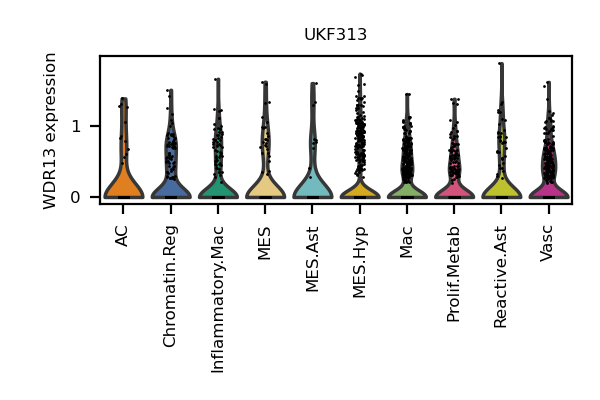 UKF313
WDR13 expression
1
0
AC
Chromatin.Reg
Inflammatory.Mac
MES
MES.Ast
MES.Hyp
Mac
Prolif.Metab
Reactive.Ast
Vasc